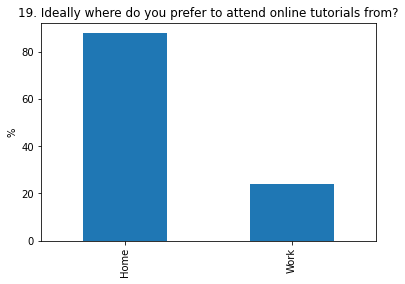 19. Ideally where do you prefer to attend online tutorials from?
80
60
40
20
0
%
Home
Work